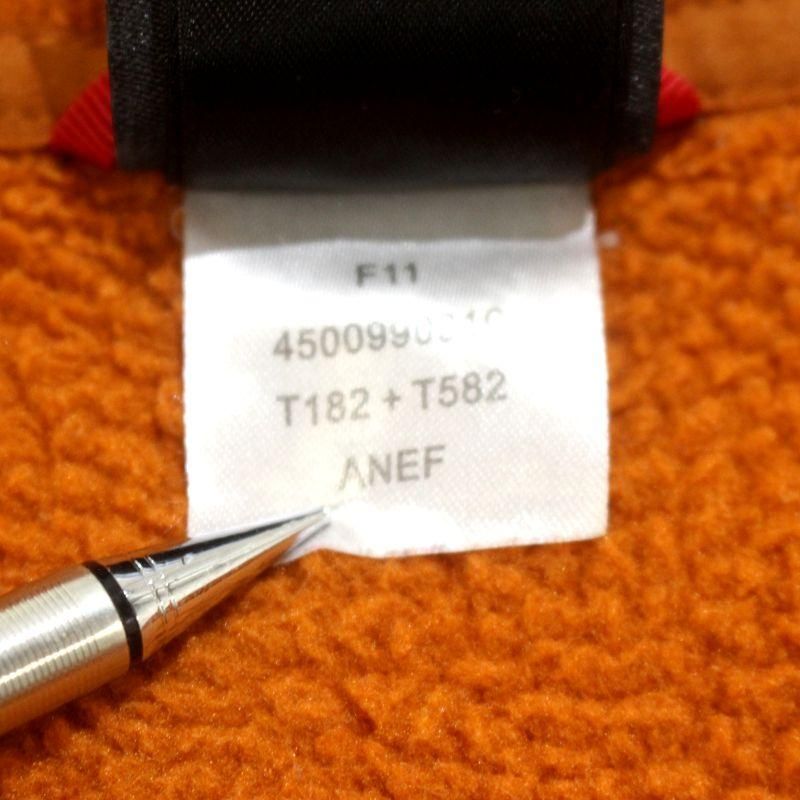 F11
T182 + T582
ANEF